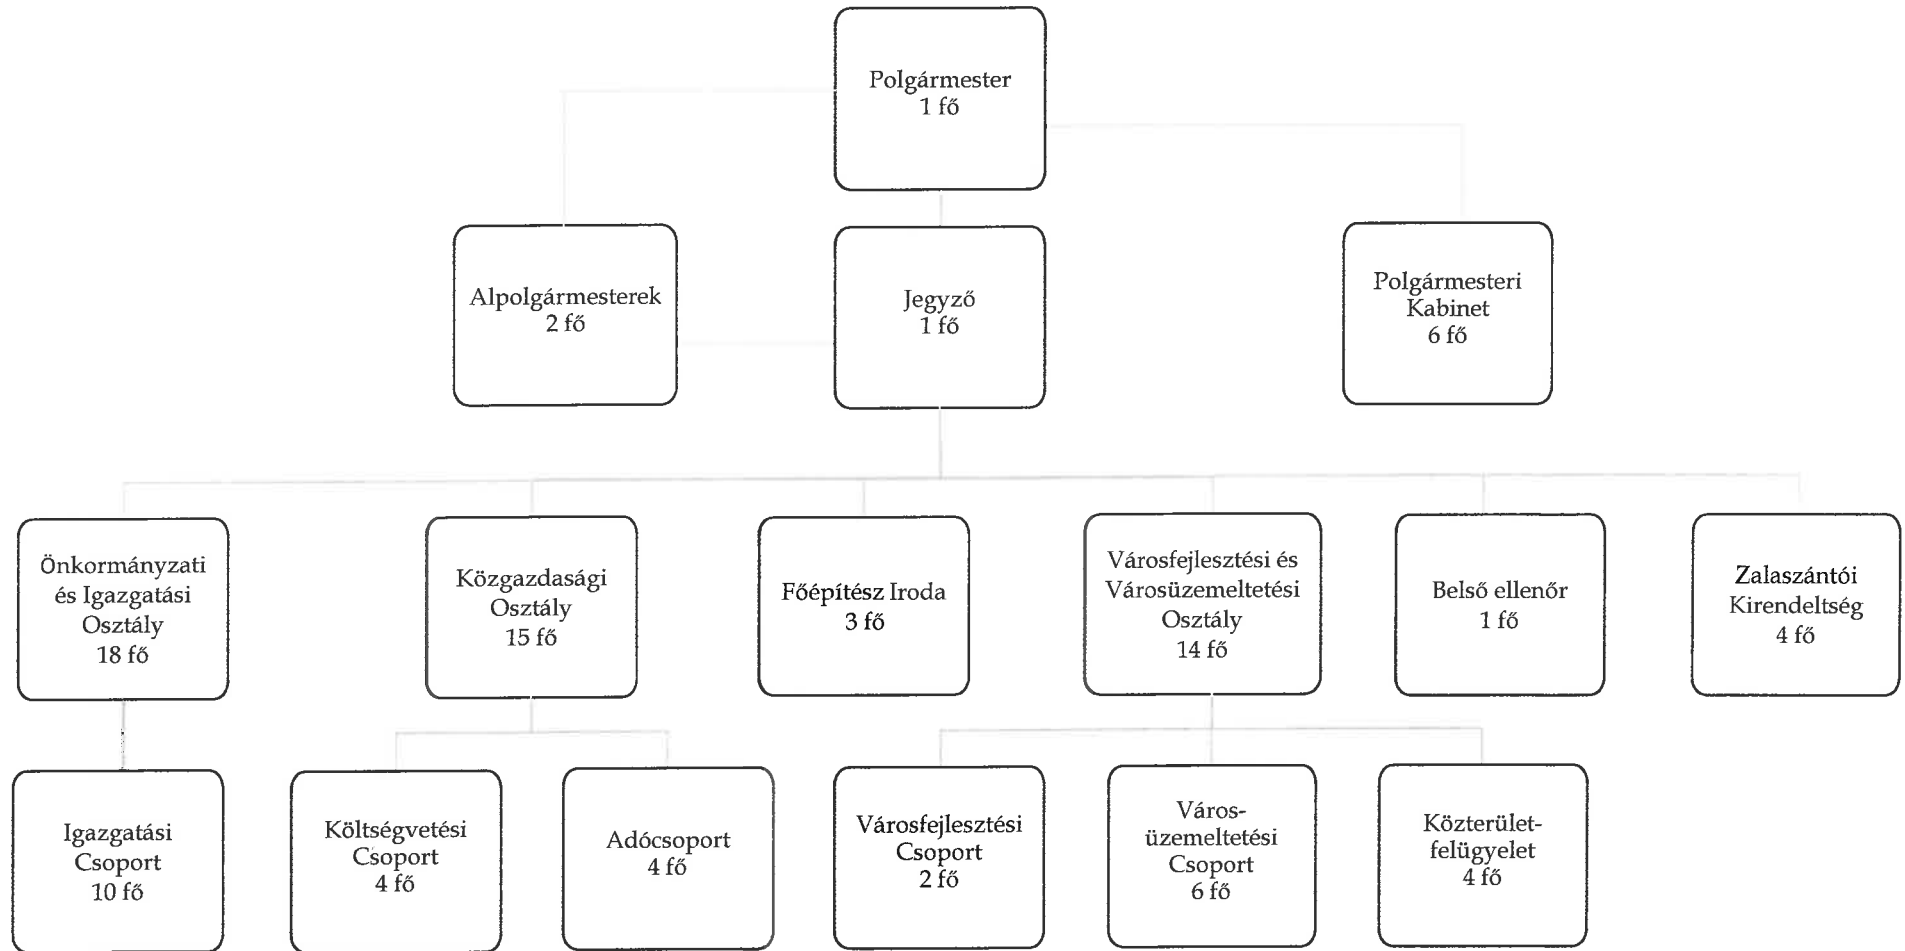 Polgármester
1 fő
Alpolgármesterek
2 fő
Jegyző
1 fő
Polgármesteri
Kabinet
6 fő
Önkormányzati
és Igazgatási
Osztály
18 fő
Közgazdasági
Osztály
15 fő
Főépítész Iroda
3 fő
Városfejlesztési és
Városüzemeltetési
Osztály
14 fő
Belső ellenőr
1 fő
Zalaszántói
Kirendeltség
4 fő
Igazgatási
Csoport
10 fő
Költségvetési
Csoport
4 fő
Adócsoport
4 fő
Városfejlesztési
Csoport
2 fő
Város-
üzemeltetési
Csoport
6 fő
Közterület-
felügyelet
4 fő